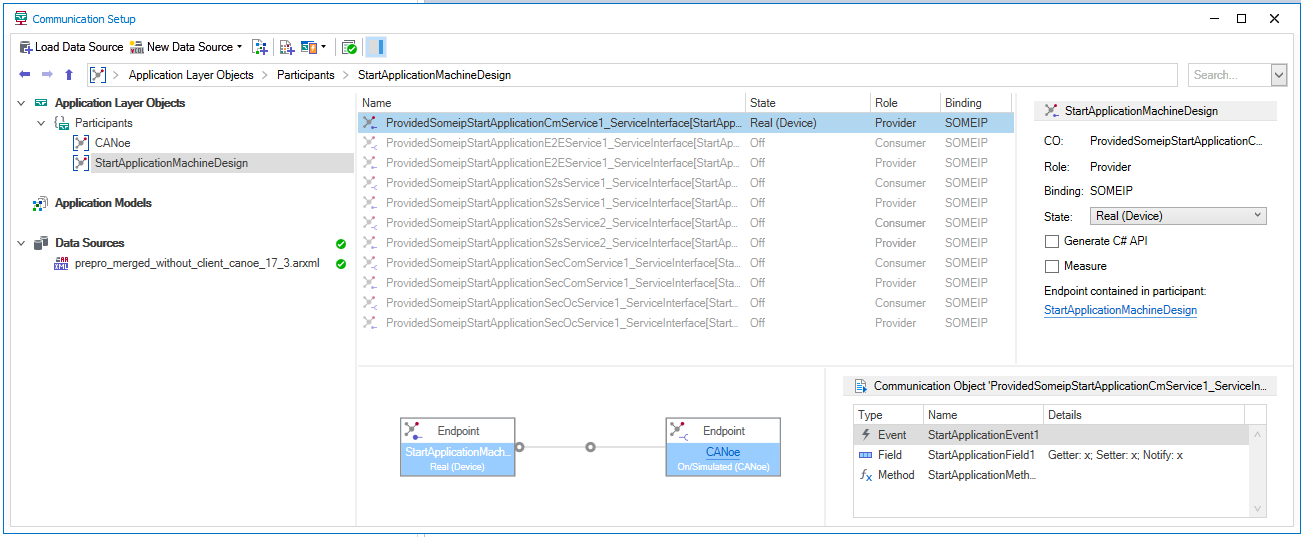 Communication Setup
Load Data Source New Data Source
Application Layer Objects Participants StartApplicationMachineDesign Search...
Application Layer Objects
Participants
CANoe
StartApplicationMachineDesign
Application Models
Data Sources
prepro_merged_without_client_canoe_17_3.arxml
Name State Role Binding
ProvidedSomeipStartApplicationCmService1_ServiceInterface[StartApp... Real (Device) Provider SOMEIP
ProvidedSomeipStartApplicationE2EService1_ServiceInterface[StartAp... Off Consumer SOMEIP
ProvidedSomeipStartApplicationE2EService1_ServiceInterface[StartAp... Off Provider SOMEIP
ProvidedSomeipStartApplicationS2sService1_ServiceInterface[StartAp... Off Consumer SOMEIP
ProvidedSomeipStartApplicationS2sService1_ServiceInterface[StartAp... Off Provider SOMEIP
ProvidedSomeipStartApplicationS2sService2_ServiceInterface[StartAp... Off Consumer SOMEIP
ProvidedSomeipStartApplicationS2sService2_ServiceInterface[StartAp... Off Provider SOMEIP
ProvidedSomeipStartApplicationSecComService1_ServiceInterface[Sta... Off Consumer SOMEIP
ProvidedSomeipStartApplicationSecComService1_ServiceInterface[Sta... Off Provider SOMEIP
ProvidedSomeipStartApplicationSecOcService1_ServiceInterface[Start... Off Consumer SOMEIP
ProvidedSomeipStartApplicationSecOcService1_ServiceInterface[Start... Off Provider SOMEIP
StartApplicationMachineDesign
CO: ProvidedSomeipStartApplicationC...
Role: Provider
Binding: SOMEIP
State: Real (Device)
Generate C# API
Measure
Endpoint contained in participant:
StartApplicationMachineDesign
Endpoint
StartApplicationMach...
Real (Device)
Endpoint
CANoe
On/Simulated (CANoe)
Communication Object 'ProvidedSomeipStartApplicationCmService1_ServiceIn...
Type Name Details
Event StartApplicationEvent1
Field StartApplicationField1 Getter: x; Setter: x; Notify: x
Method StartApplicationMeth...